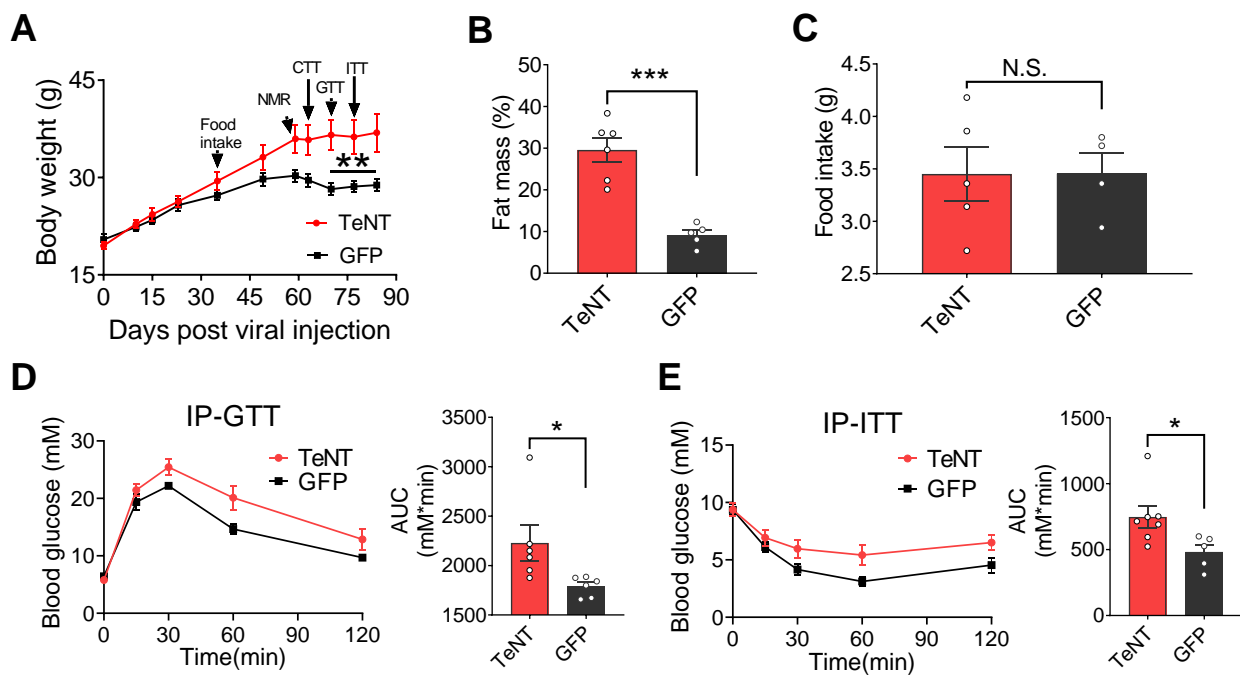 A
Body weight (g)
45
30
15
0
15
30
45
60
75
90
Days post viral injection
Food
intake
NMR
CTT
GTT
ITT
**
TeNT
GFP
B
Fat mass (%)
50
40
30
20
10
0
***
TeNT
GFP
C
Food intake (g)
4.5
4.0
3.5
3.0
2.5
N.S.
TeNT
GFP
D
IP-GTT
Blood glucose (mM)
30
20
10
0
0
30
60
90
120
Time(min)
TeNT
GFP
AUC
(mM*min)
3500
3000
2500
2000
1500
*
TeNT
GFP
E
IP-ITT
Blood glucose (mM)
15
10
5
0
0
30
60
90
120
Time(min)
TeNT
GFP
AUC
(mM*min)
1500
1000
500
0
*
TeNT
GFP